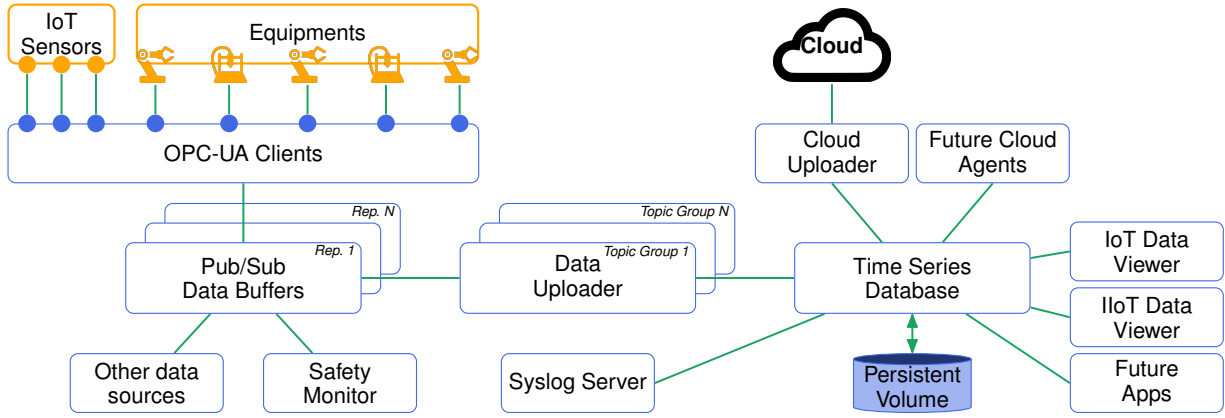 IoT
Sensors
Equipments
Cloud
OPC-UA Clients
Cloud
Uploader
Future Cloud
Agents
Rep. N
Rep. 1
Pub/Sub
Data Buffers
Topic Group N
Topic Group 1
Data
Uploader
Time Series
Database
IoT Data
Viewer
IIoT Data
Viewer
Other data
sources
Safety
Monitor
Syslog Server
Persistent
Volume
Future
Apps